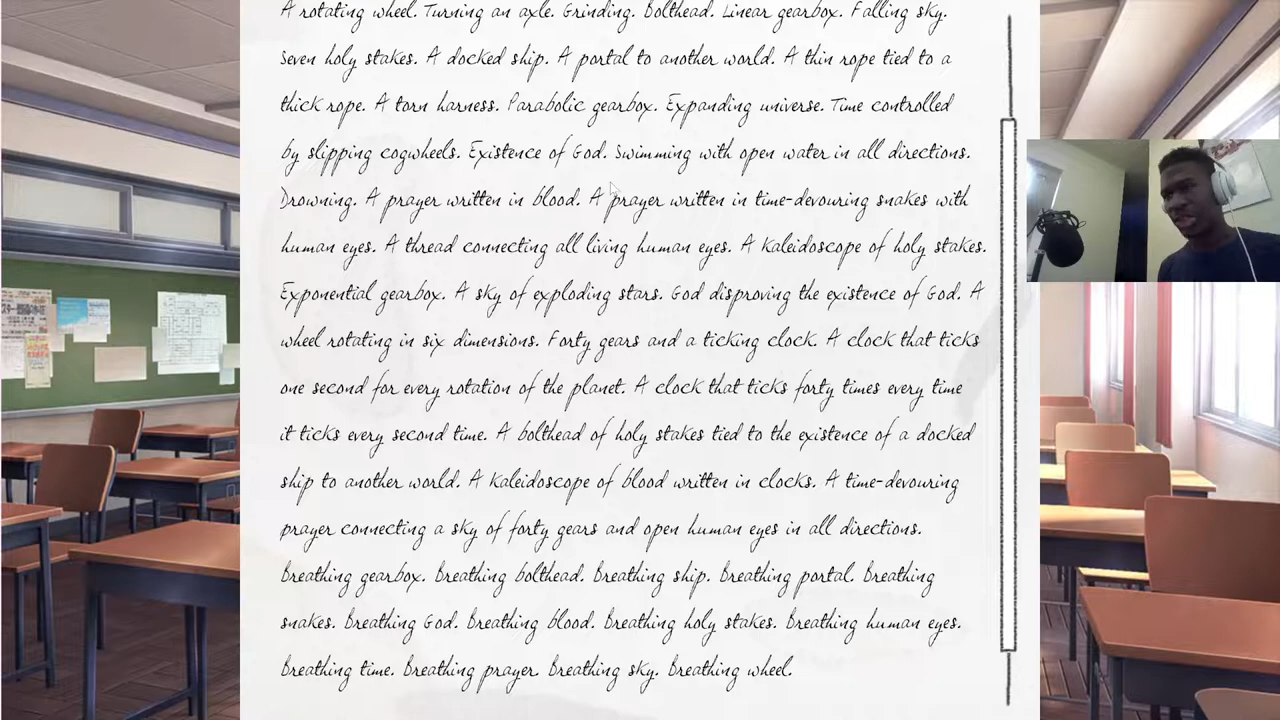 A rotating wheel. Turning an axle. Grinding. Bolthead. Linear gearbox. Falling sky.
Seven holy stakes. A docked ship. A portal to another world. A thin rope tied to a
thick rope. A torn harness. Parabolic gearbox. Expanding universe. Time controlled
by slipping cogwheels. Existence of God. Swimming with open water in all directions.
Drowning. A prayer written in blood. A prayer written in time-devouring snakes with
human eyes. A thread connecting all living human eyes. A kaleidoscope of holy stakes.
Exponential gearbox. A sky of exploding stars. God disproving the existence of God. A
wheel rotating in six dimensions. Forty gears and a ticking clock. A clock that ticks
one second for every rotation of the planet. A clock that ticks forty times every time
it ticks every second time. A bolthead of holy stakes tied to the existence of a docked
ship to another world. A kaleidoscope of blood written in clocks. A time-devouring
prayer connecting a sky of forty gears and open human eyes in all directions.
Breathing gearbox. Breathing bolthead. Breathing ship. Breathing portal. Breathing
snakes. Breathing God. Breathing blood. Breathing holy stakes. Breathing human eyes.
Breathing time. Breathing prayer. Breathing sky. Breathing wheel.